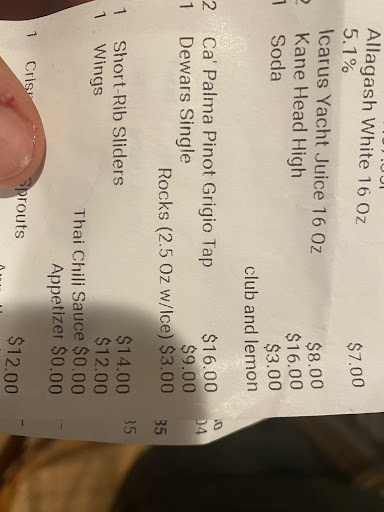 Allagash White 16 Oz $7.00
5.1%
Icarus Yacht Juice 16 Oz $8.00
2 Kane Head High $16.00
1 Soda $3.00
club and lemon
2 Ca' Palma Pinot Grigio Tap $16.00
1 Dewars Single $9.00
Rocks (2.5 Oz w/Ice) $3.00
1 Short-Rib Sliders $14.00
1 Wings $12.00
Thai Chili Sauce $0.00
Appetizer $0.00
1 Sprouts $12.00
04
35
35